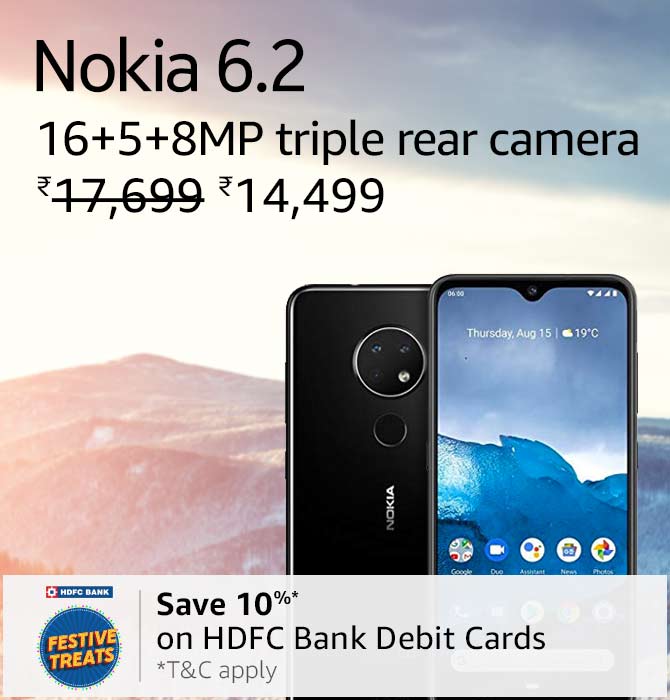 Nokia 6.2
16+5+8MP triple rear camera
₹17,699 ₹14,499
06:00
Thursday, Aug 15 | 19°C
NOKIA
Google Duo Assistant News Photos
HDFC BANK
FESTIVE
TREATS
Save 10%*
on HDFC Bank Debit Cards
*T&C apply